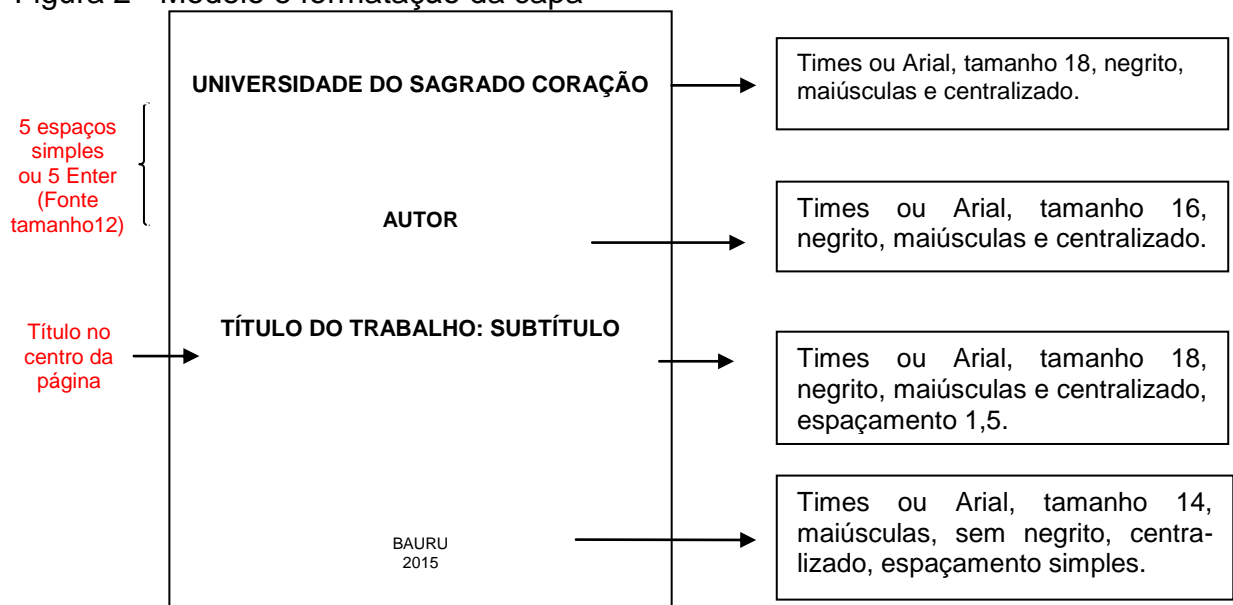 Figura 2 - Modelo e formatação da capa
UNIVERSIDADE DO SAGRADO CORAÇÃO
Times ou Arial, tamanho 18, negrito,
maiúsculas e centralizado.
5 espaços
simples
ou 5 Enter
(Fonte
tamanho12)
AUTOR
Times ou Arial, tamanho 16,
negrito, maiúsculas e centralizado.
Título no
centro da
página
TÍTULO DO TRABALHO: SUBTÍTULO
Times ou Arial, tamanho 18,
negrito, maiúsculas e centralizado,
espaçamento 1,5.
BAURU
2015
Times ou Arial, tamanho 14,
maiúsculas, sem negrito, centra-
lizado, espaçamento simples.